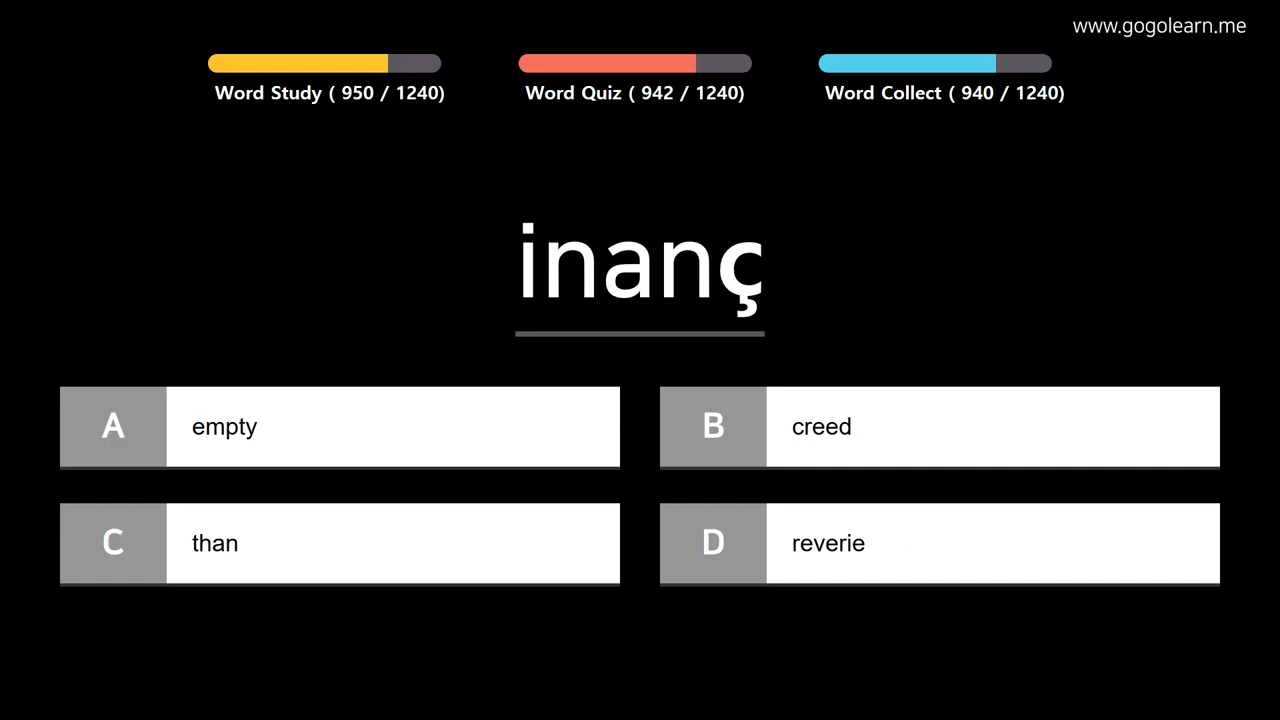 www.gogolearn.me
Word Study ( 950 / 1240)
Word Quiz ( 942 / 1240)
Word Collect ( 940 / 1240)
inanç
A empty
B creed
C than
D reverie